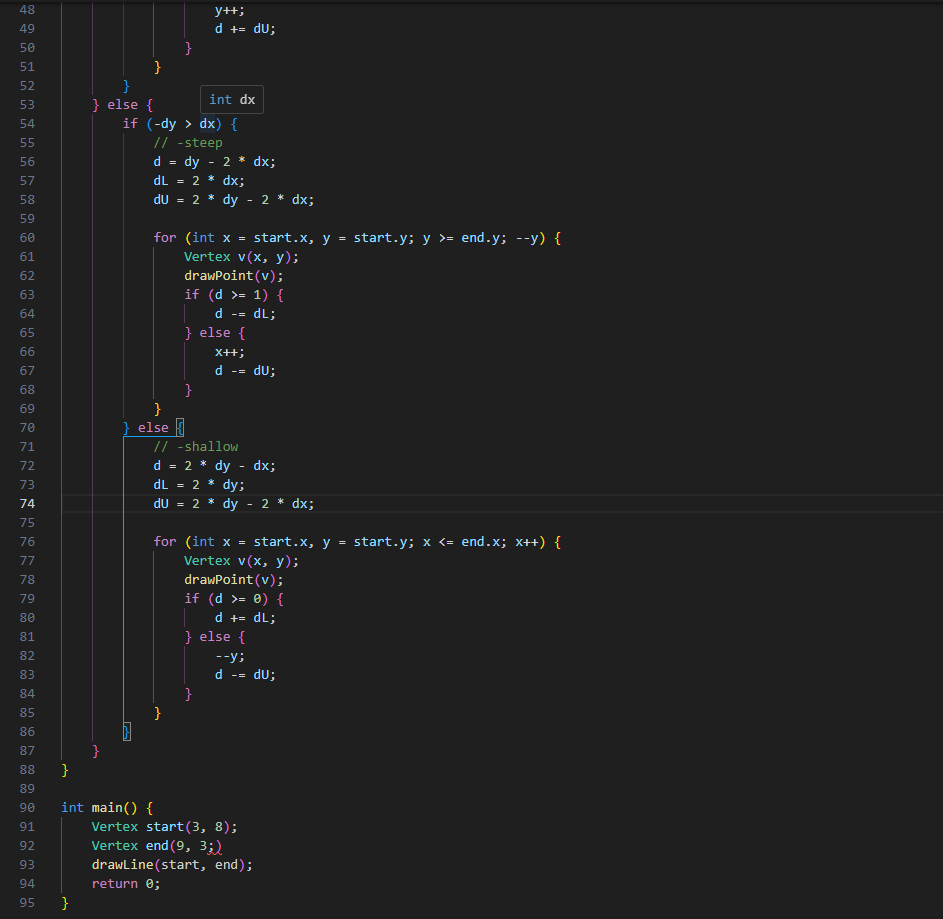 48 y++;
49 d += dU;
50 }
51 }
52 }
53 } else {
int dx
54 if (-dy > dx) {
55 // -steep
56 d = dy - 2 * dx;
57 dL = 2 * dx;
58 dU = 2 * dy - 2 * dx;
59
60 for (int x = start.x, y = start.y; y >= end.y; --y) {
61 Vertex v(x, y);
62 drawPoint(v);
63 if (d >= 1) {
64 d -= dL;
65 } else {
66 x++;
67 d -= dU;
68 }
69 }
70 } else {
71 // -shallow
72 d = 2 * dy - dx;
73 dL = 2 * dy;
74 dU = 2 * dy - 2 * dx;
75
76 for (int x = start.x, y = start.y; x <= end.x; x++) {
77 Vertex v(x, y);
78 drawPoint(v);
79 if (d >= 0) {
80 d += dL;
81 } else {
82 --y;
83 d -= dU;
84 }
85 }
86 }
87 }
88 }
89
90 int main() {
91 Vertex start(3, 8);
92 Vertex end(9, 3;)
93 drawLine(start, end);
94 return 0;
95 }